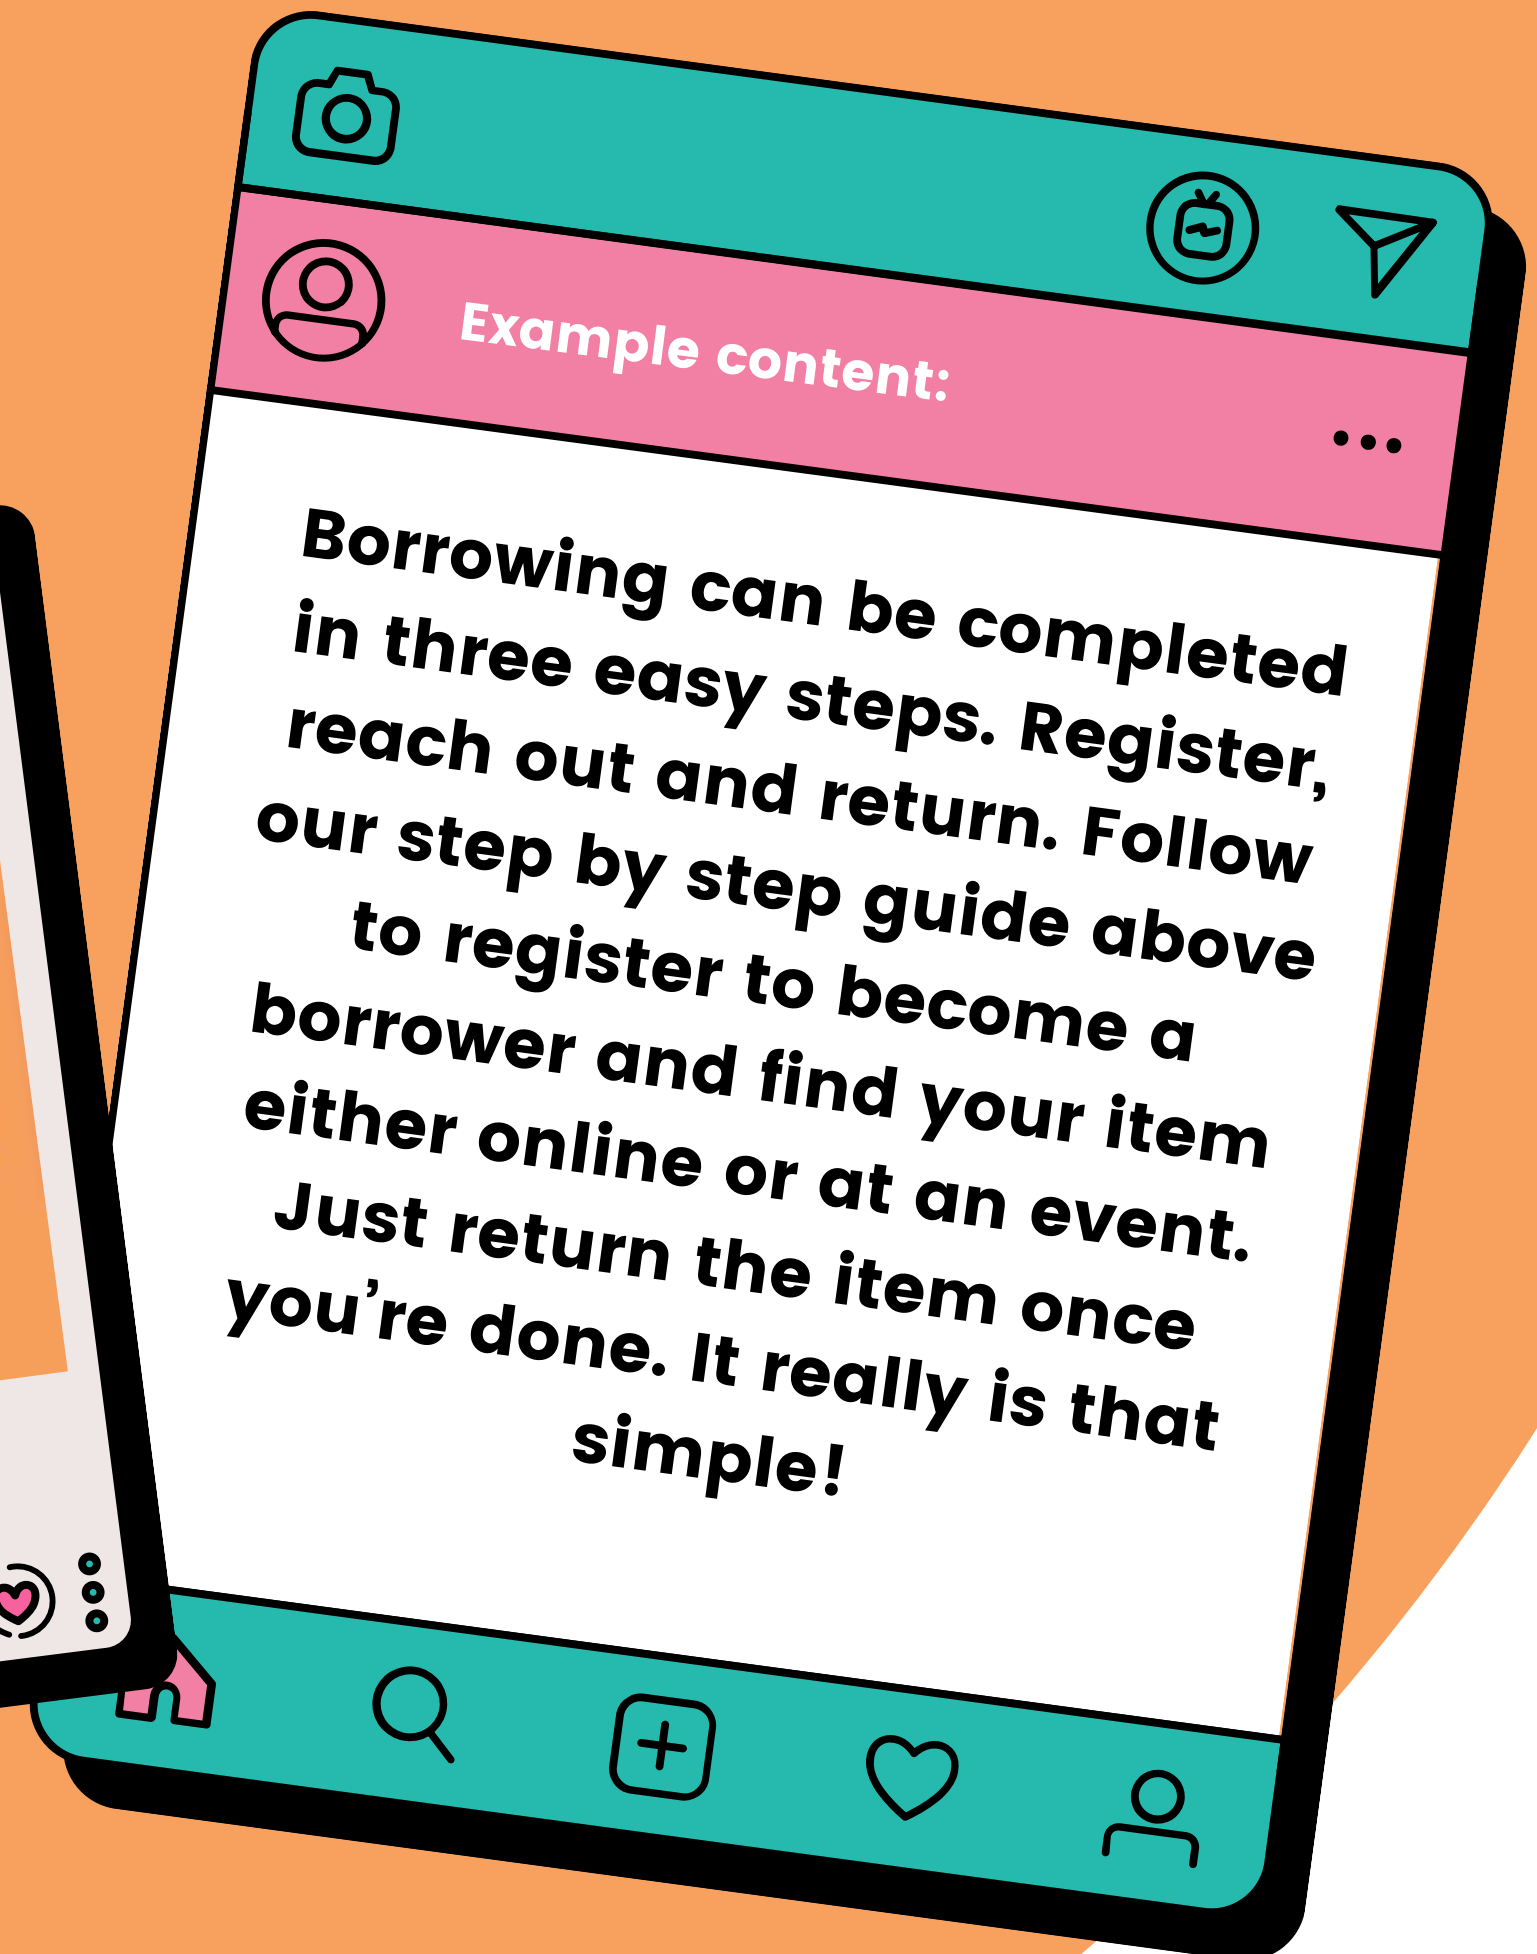 Example content:
Borrowing can be completed
in three easy steps. Register,
reach out and return. Follow
our step by step guide above
to register to become a
borrower and find your item
either online or at an event.
Just return the item once
you’re done. It really is that
simple!